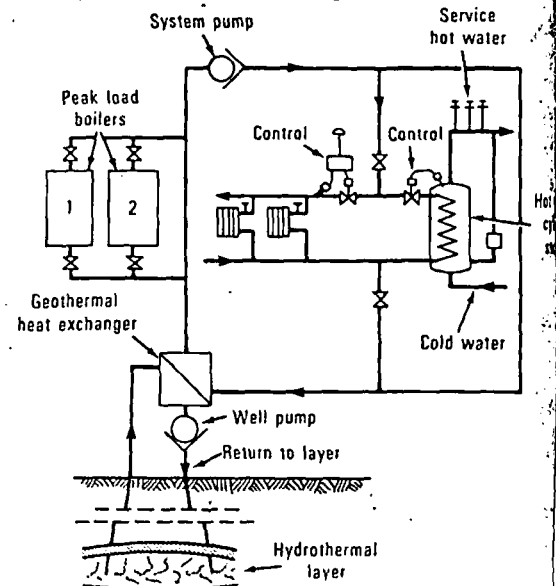 System pump
Service
hot water
Peak load
boilers
Control
Control
1
2
Hot
Geothermal
heat exchanger
Cold water
Well pump
Return to layer
Hydrothermal
layer